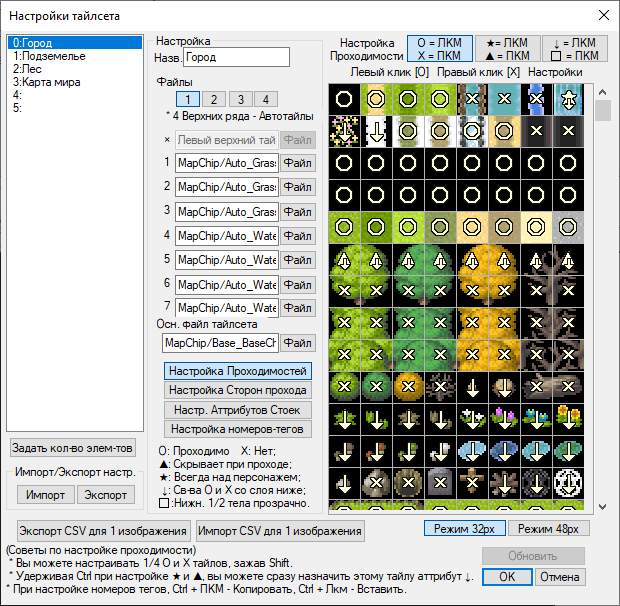 Настройки тайлсета
0:Город
1:Подземелье
2:Лес
3:Карта мира
4:
5:
Задать кол-во элем-тов
Импорт/Экспорт настр.
Импорт Экспорт
Настройка
Назв. Город
Файлы
1 2 3 4
* 4 Верхних ряда - Автотайлы
× Левый верхний тай Файл
1 MapChip/Auto_Grass Файл
2 MapChip/Auto_Grass Файл
3 MapChip/Auto_Grass Файл
4 MapChip/Auto_Wate Файл
5 MapChip/Auto_Wate Файл
6 MapChip/Auto_Wate Файл
7 MapChip/Auto_Wate Файл
Осн. файл тайлсета
MapChip/Base_BaseCh Файл
Настройка Проходимостей
Настройка Сторон прохода
Настр. Аттрибутов Стоек
Настройка номеров-тегов
О: Проходимо Х: Нет;
▲: Скрывает при проходе;
★: Всегда над персонажем;
↓: Св-ва О и Х со слоя ниже;
□: Нижн. 1/2 тела прозрачно.
Настройка Проходимости
О = ЛКМ
Х = ПКМ
★= ЛКМ
▲ = ПКМ
↓ = ЛКМ
□ = ПКМ
Левый клик [О] Правый клик [Х] Настройки
Экспорт CSV для 1 изображения Импорт CSV для 1 изображения
Режим 32px Режим 48px
(Советы по настройке проходимости)
* Вы можете настраивать 1/4 О и Х тайлов, зажав Shift.
* Удерживая Ctrl при настройке ★ и ▲, вы можете сразу назначить этому тайлу аттрибут ↓.
* При настройке номеров тегов, Ctrl + ПКМ - Копировать, Ctrl + Лкм - Вставить.
Обновить
OK Отмена